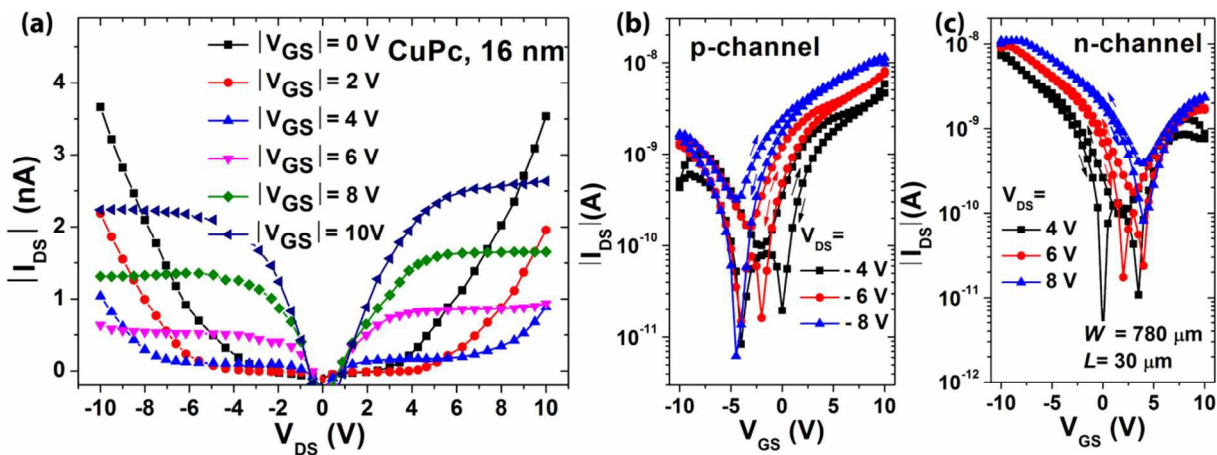 (a)
|V_GS| = 0 V
|V_GS| = 2 V
|V_GS| = 4 V
|V_GS| = 6 V
|V_GS| = 8 V
|V_GS| = 10V
CuPc, 16 nm
|I_DS| (nA)
4
3
2
1
0
-10 -8 -6 -4 -2 0 2 4 6 8 10
V_DS (V)
(b)
p-channel
|I_DS|(A)
10^-8
10^-9
10^-10
10^-11
V_DS=
- 4 V
- 6 V
- 8 V
-10 -5 0 5 10
V_GS (V)
(c)
n-channel
|I_DS|(A)
10^-8
10^-9
10^-10
10^-11
10^-12
V_DS=
4 V
6 V
8 V
W = 780 μm
L= 30 μm
-10 -5 0 5 10
V_GS (V)